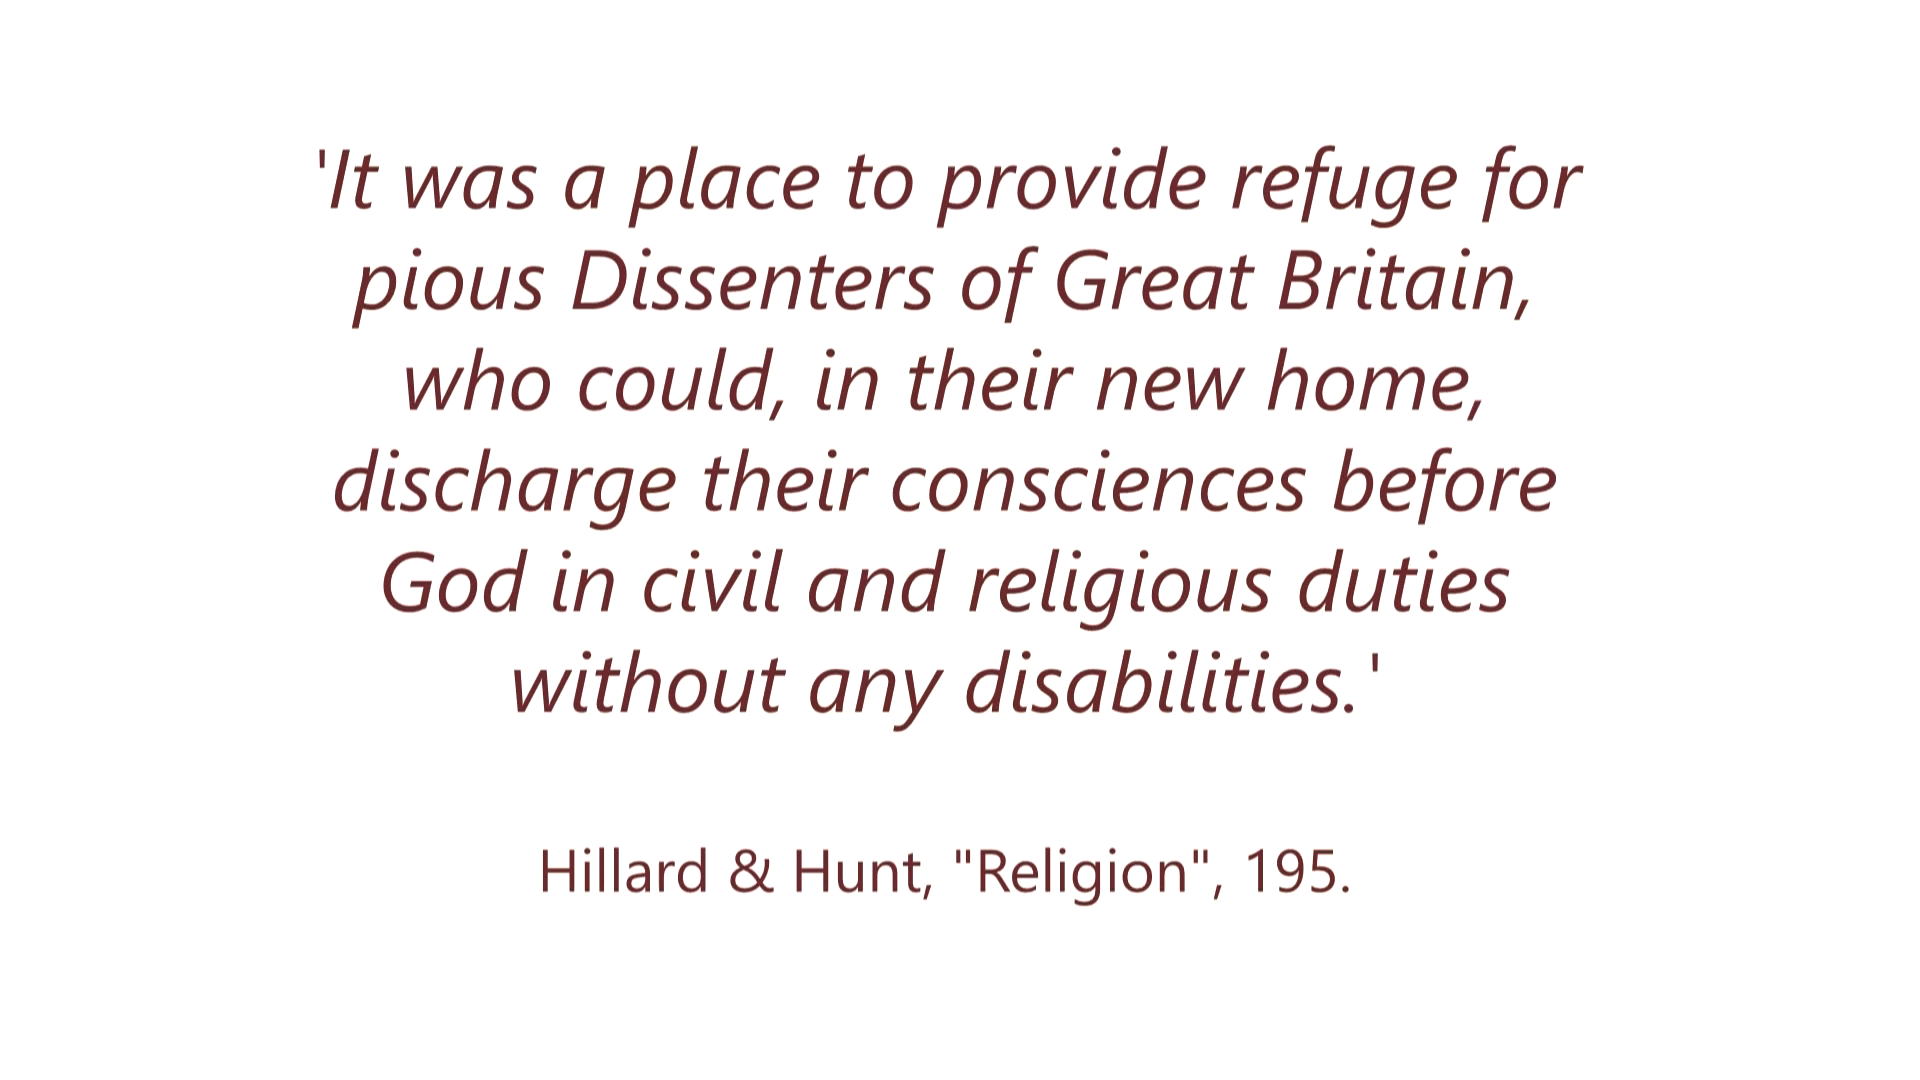 'It was a place to provide refuge for
pious Dissenters of Great Britain,
who could, in their new home,
discharge their consciences before
God in civil and religious duties
without any disabilities.'
Hillard & Hunt, "Religion", 195.